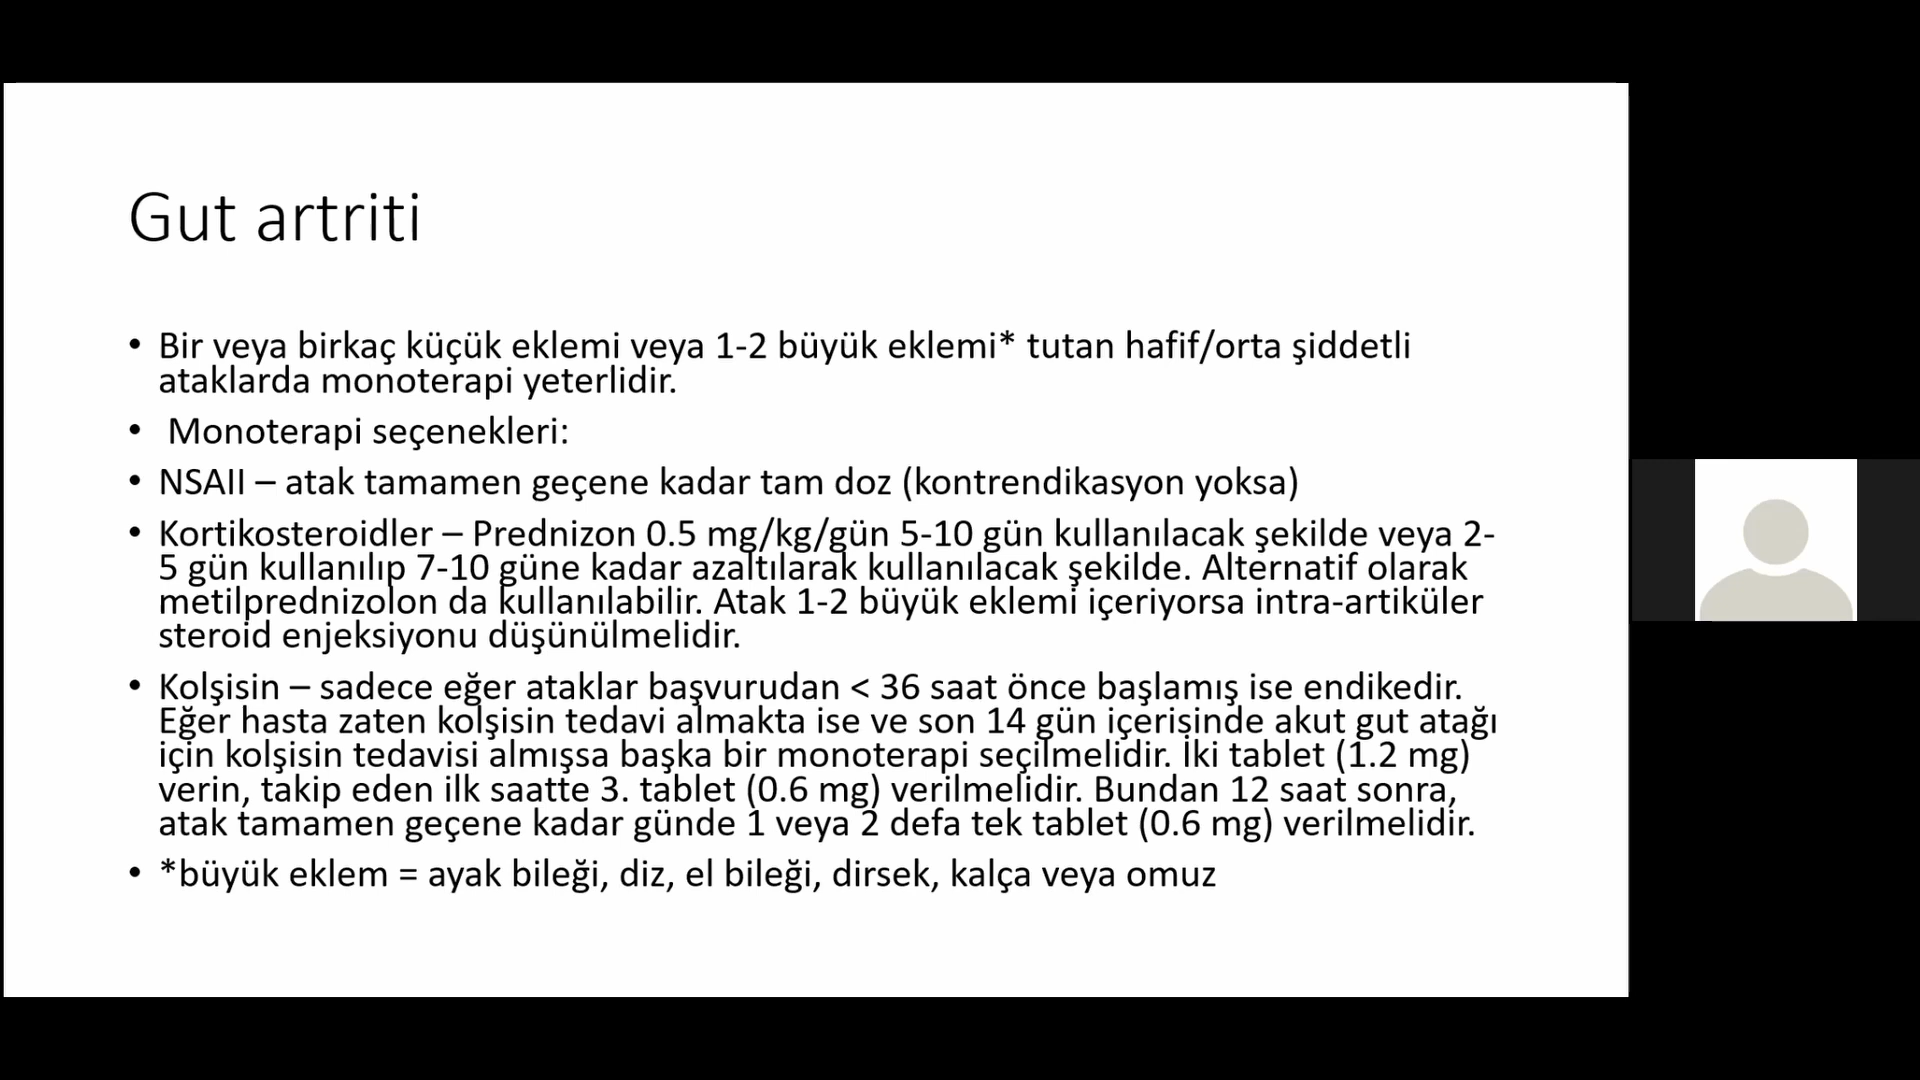 Gut artriti
• Bir veya birkaç küçük eklemi veya 1-2 büyük eklemi* tutan hafif/orta şiddetli
ataklarda monoterapi yeterlidir.
• Monoterapi seçenekleri:
• NSAII – atak tamamen geçene kadar tam doz (kontrendikasyon yoksa)
• Kortikosteroidler – Prednizon 0.5 mg/kg/gün 5-10 gün kullanılacak şekilde veya 2-
5 gün kullanılıp 7-10 güne kadar azaltılarak kullanılacak şekilde. Alternatif olarak
metilprednizolon da kullanılabilir. Atak 1-2 büyük eklemi içeriyorsa intra-artiküler
steroid enjeksiyonu düşünülmelidir.
• Kolşisin – sadece eğer ataklar başvurudan < 36 saat önce başlamış ise endikedir.
Eğer hasta zaten kolşisin tedavi almakta ise ve son 14 gün içerisinde akut gut atağı
için kolşisin tedavisi almışsa başka bir monoterapi seçilmelidir. İki tablet (1.2 mg)
verin, takip eden ilk saatte 3. tablet (0.6 mg) verilmelidir. Bundan 12 saat sonra,
atak tamamen geçene kadar günde 1 veya 2 defa tek tablet (0.6 mg) verilmelidir.
• *büyük eklem = ayak bileği, diz, el bileği, dirsek, kalça veya omuz